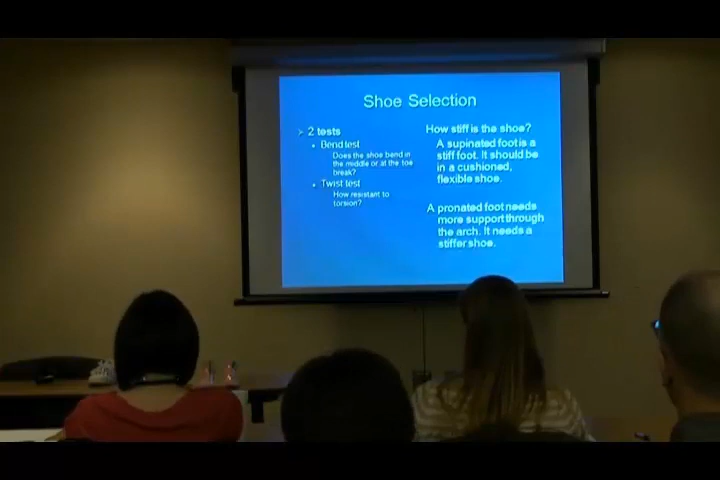 Shoe Selection
2 tests
Bend test
Does the shoe bend in
the middle or at the toe
break?
Twist test
How resistant to
torsion?
How stiff is the shoe?
A supinated foot is a
stiff foot. It should be
in a cushioned,
flexible shoe.
A pronated foot needs
more support through
the arch. It needs a
stiffer shoe.